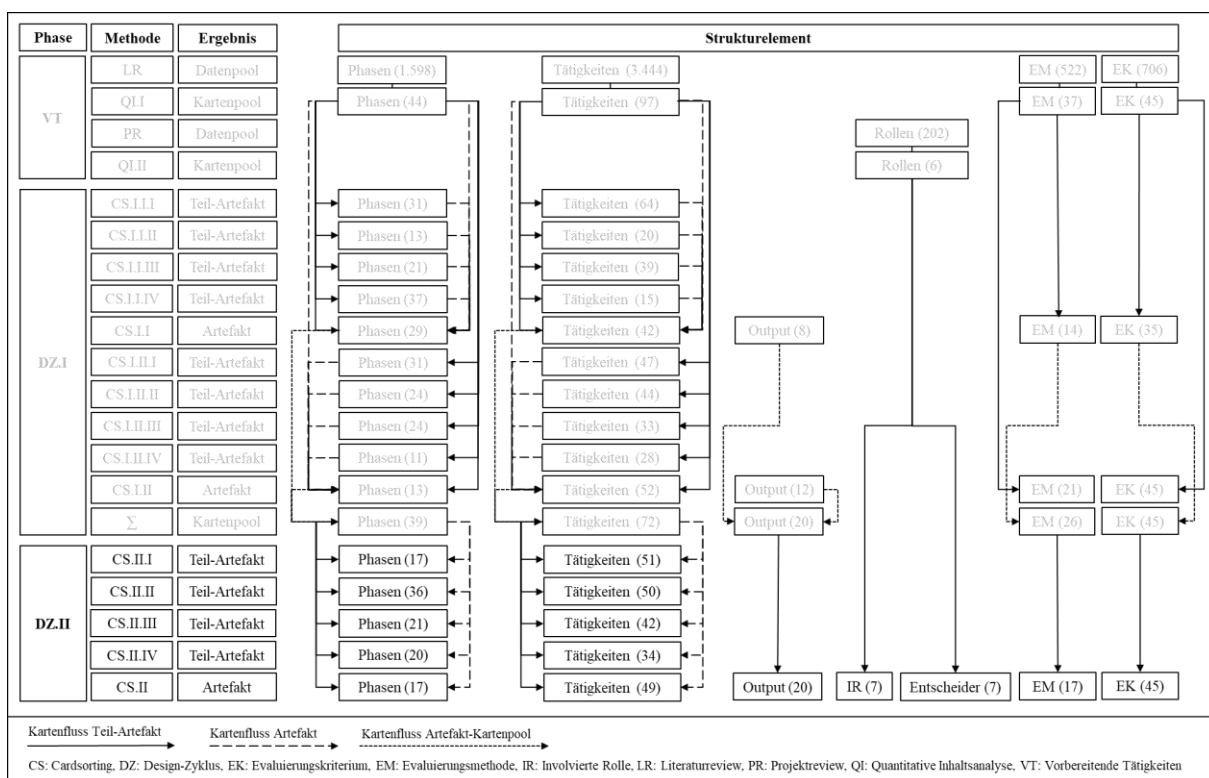 Phase Methode Ergebnis Strukturelement
VT LR Datenpool Phasen (1.598) Tätigkeiten (3.444) EM (522) EK (706)
QI.I Kartenpool Phasen (44) Tätigkeiten (97) EM (37) EK (45)
PR Datenpool Rollen (202)
QI.II Kartenpool Rollen (6)
DZ.I CS.I.I.I Teil-Artefakt Phasen (31) Tätigkeiten (64)
CS.I.I.II Teil-Artefakt Phasen (13) Tätigkeiten (20)
CS.I.I.III Teil-Artefakt Phasen (21) Tätigkeiten (39)
CS.I.I.IV Teil-Artefakt Phasen (37) Tätigkeiten (15)
CS.I.I Artefakt Phasen (29) Tätigkeiten (42) Output (8) EM (14) EK (35)
CS.I.II.I Teil-Artefakt Phasen (31) Tätigkeiten (47)
CS.I.II.II Teil-Artefakt Phasen (24) Tätigkeiten (44)
CS.I.II.III Teil-Artefakt Phasen (24) Tätigkeiten (33)
CS.I.II.IV Teil-Artefakt Phasen (11) Tätigkeiten (28)
CS.I.II Artefakt Phasen (13) Tätigkeiten (52) Output (12) EM (21) EK (45)
Σ Kartenpool Phasen (39) Tätigkeiten (72) Output (20) EM (26) EK (45)
DZ.II CS.II.I Teil-Artefakt Phasen (17) Tätigkeiten (51)
CS.II.II Teil-Artefakt Phasen (36) Tätigkeiten (50)
CS.II.III Teil-Artefakt Phasen (21) Tätigkeiten (42)
CS.II.IV Teil-Artefakt Phasen (20) Tätigkeiten (34)
CS.II Artefakt Phasen (17) Tätigkeiten (49) Output (20) IR (7) Entscheider (7) EM (17) EK (45)
Kartenfluss Teil-Artefakt Kartenfluss Artefakt Kartenfluss Artefakt-Kartenpool
CS: Cardsorting, DZ: Design-Zyklus, EK: Evaluierungskriterium, EM: Evaluierungsmethode, IR: Involvierte Rolle, LR: Literaturreview, PR: Projektreview, QI: Quantitative Inhaltsanalyse, VT: Vorbereitende Tätigkeiten